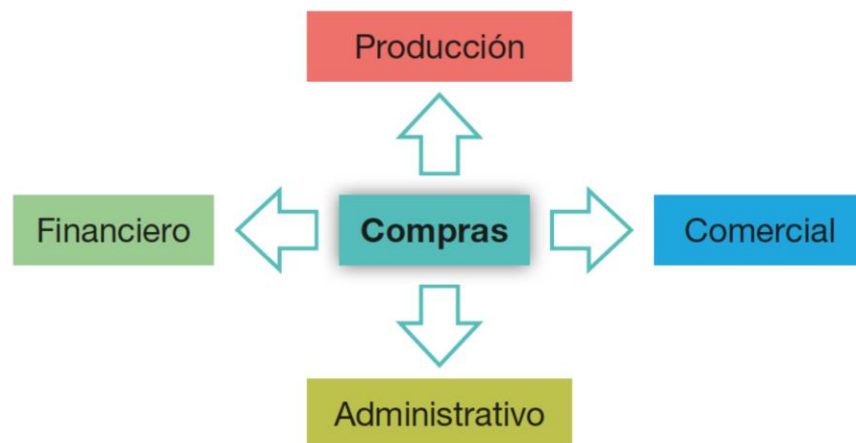 Producción
Financiero
Compras
Comercial
Administrativo